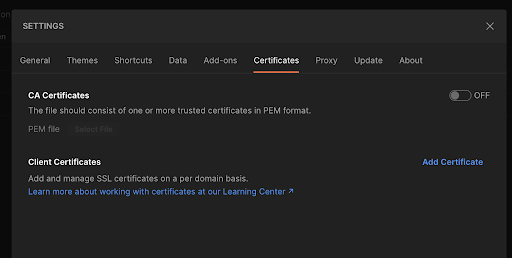 ron
SETTINGS
General Themes Shortcuts Data Add-ons Certificates Proxy Update About
CA Certificates
OFF
The file should consist of one or more trusted certificates in PEM format.
PEM file Select File
Client Certificates
Add Certificate
Add and manage SSL certificates on a per domain basis.
Learn more about working with certificates at our Learning Center ↗